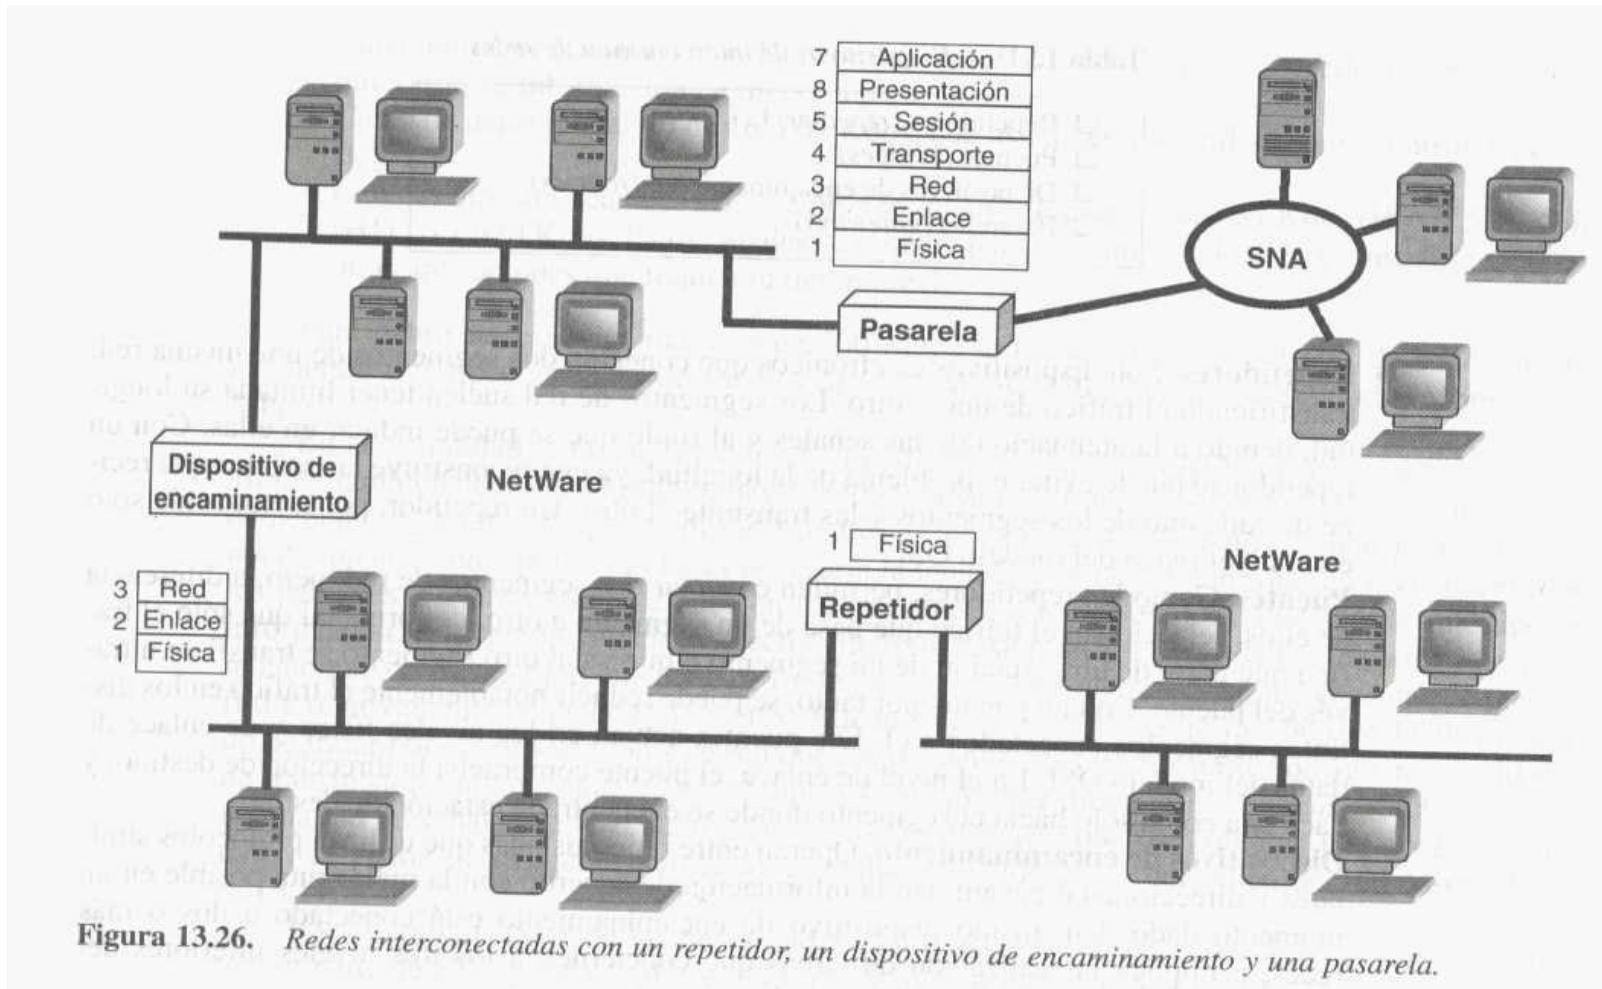 7 Aplicación
8 Presentación
5 Sesión
4 Transporte
3 Red
2 Enlace
1 Física
SNA
Pasarela
Dispositivo de
encaminamiento
NetWare
3 Red
2 Enlace
1 Física
1 Física
Repetidor
NetWare
Figura 13.26. Redes interconectadas con un repetidor, un dispositivo de encaminamiento y una pasarela.